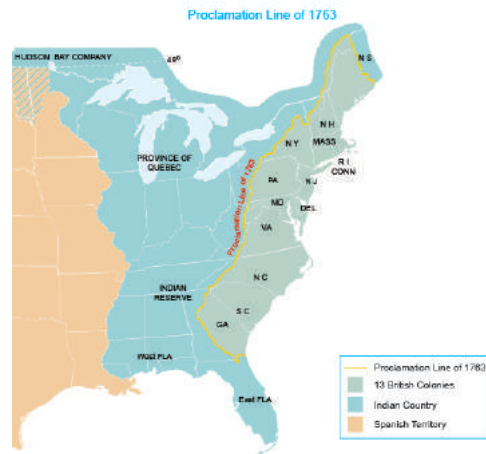 Proclamation Line of 1763
HUDSON BAY COMPANY
49º
N S
PROVINCE OF
QUEBEC
N H
N Y
MASS
R I
CONN
PA
N J
MD
DEL
VA
Proclamation Line of 1763
N C
INDIAN
RESERVE
S C
GA
West FLA
East FLA
Proclamation Line of 1763
13 British Colonies
Indian Country
Spanish Territory